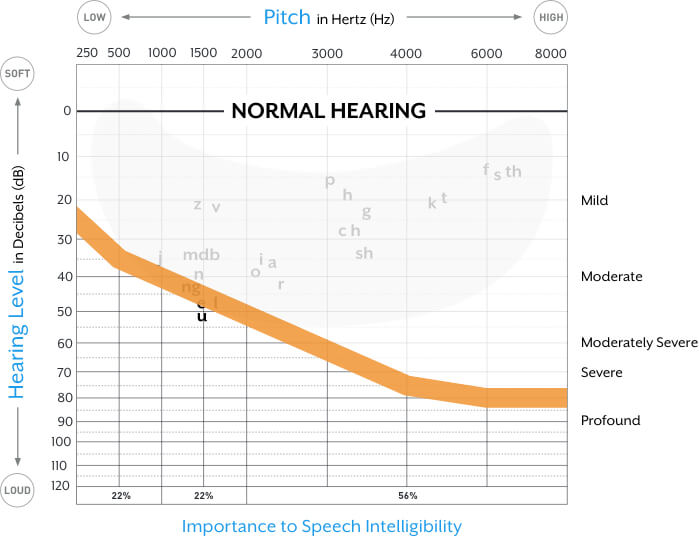 LOW Pitch in Hertz (Hz) HIGH
250 500 1000 1500 2000 3000 4000 6000 8000
SOFT
0 NORMAL HEARING
10
f s th
p
h
20 z v g k t Mild
ch
30
j mdb i a sh
o
40 n r Moderate
ng
e l
50 u
60 Moderately Severe
70 Severe
80
90 Profound
100
110
120
LOUD
Hearing Level in Decibels (dB)
22% 22% 56%
Importance to Speech Intelligibility